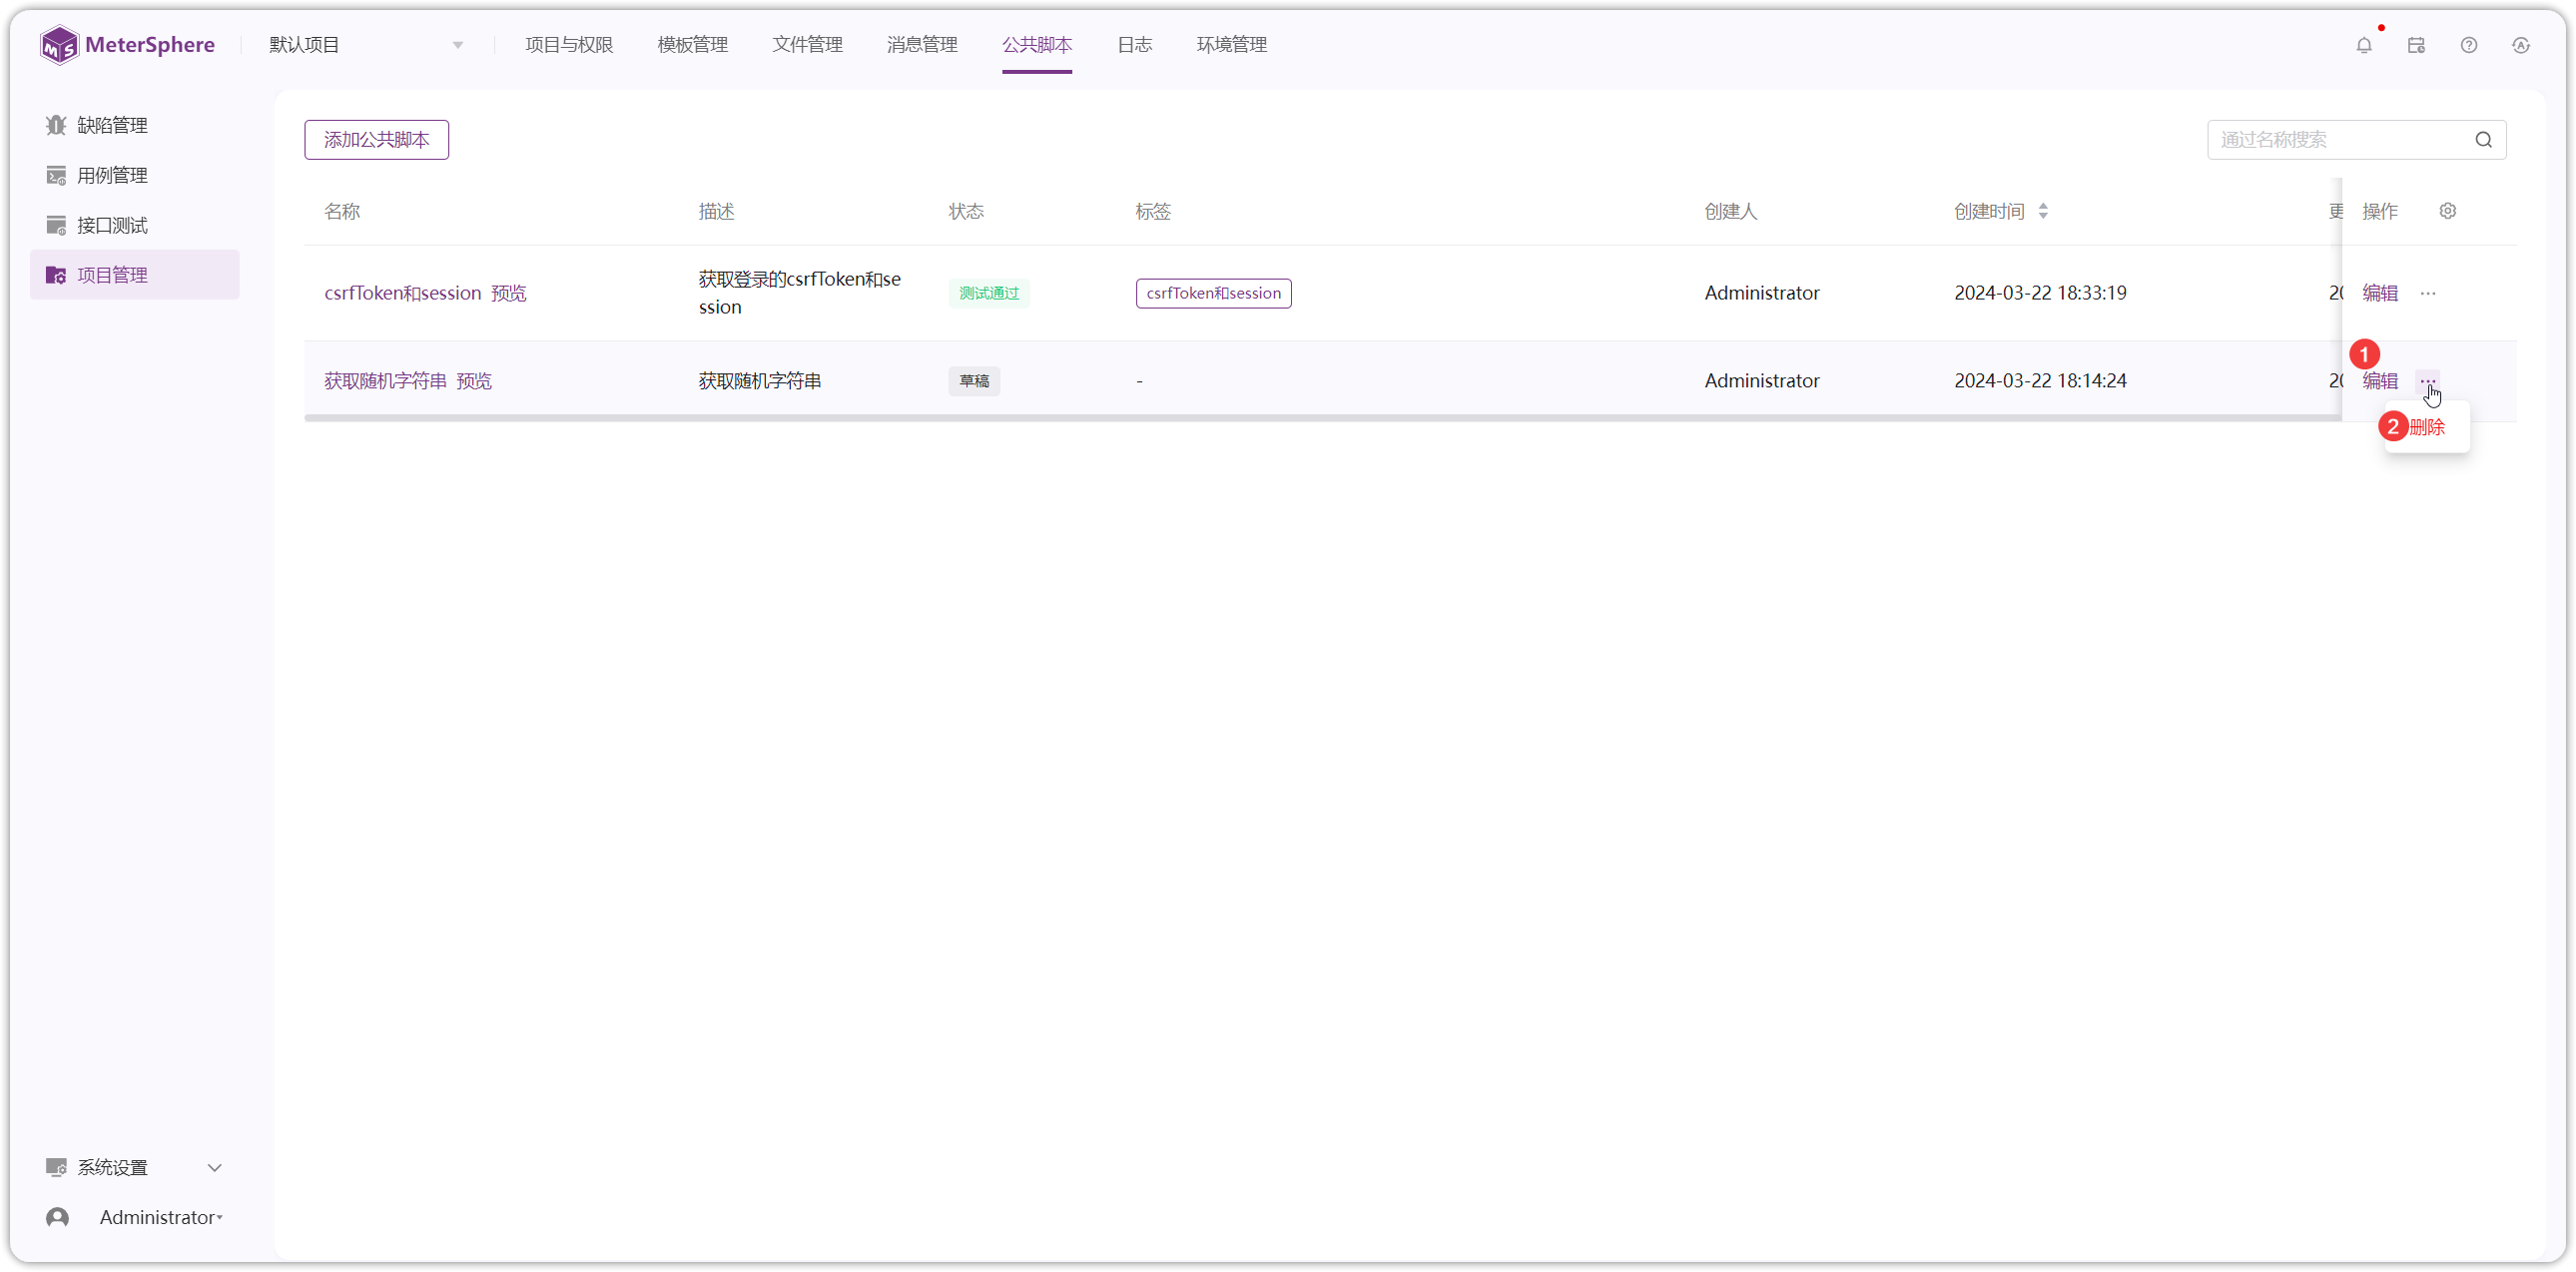 MeterSphere 默认项目 项目与权限 模板管理 文件管理 消息管理 公共脚本 日志 环境管理
缺陷管理
用例管理
接口测试
项目管理
添加公共脚本 通过名称搜索
名称 描述 状态 标签 创建人 创建时间 更 操作
csrfToken和session 预览 获取登录的csrfToken和se
ssion 测试通过 csrfToken和session Administrator 2024-03-22 18:33:19 20 编辑 ...
1
获取随机字符串 预览 获取随机字符串 草稿 - Administrator 2024-03-22 18:14:24 20 编辑 ...
2 删除
系统设置
Administrator